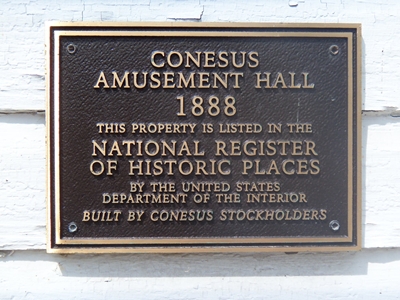 CONESUS
AMUSEMENT HALL
1888
THIS PROPERTY IS LISTED IN THE
NATIONAL REGISTER
OF HISTORIC PLACES
BY THE UNITED STATES
DEPARTMENT OF THE INTERIOR
BUILT BY CONESUS STOCKHOLDERS